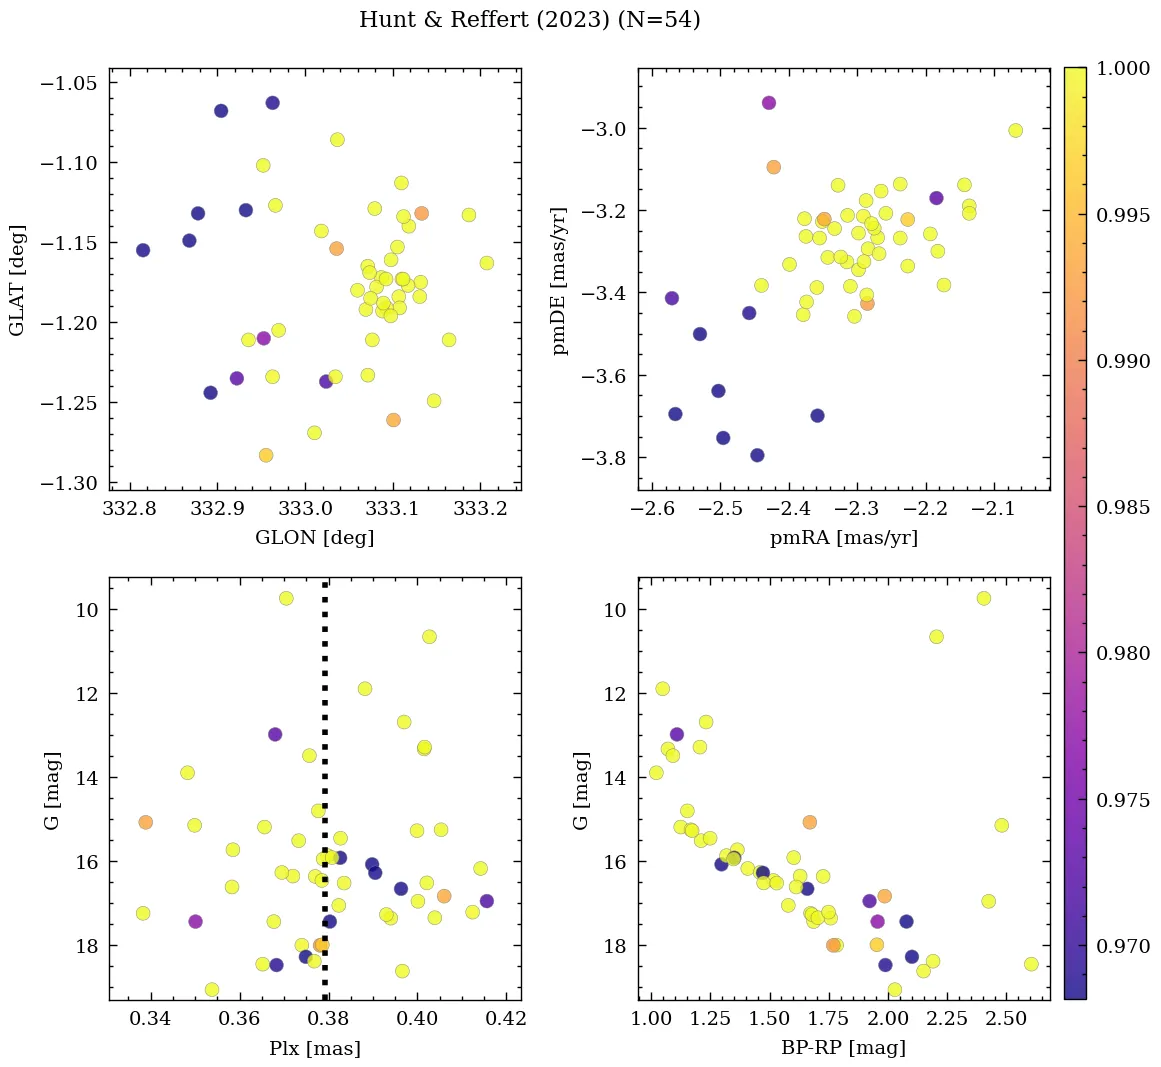 Hunt & Reffert (2023) (N=54)
−1.05
−1.10
−1.15
−1.20
−1.25
−1.30
GLAT [deg]
332.8 332.9 333.0 333.1 333.2
GLON [deg]
−3.0
−3.2
−3.4
−3.6
−3.8
pmDE [mas/yr]
−2.6 −2.5 −2.4 −2.3 −2.2 −2.1
pmRA [mas/yr]
10
12
14
16
18
G [mag]
0.34 0.36 0.38 0.40 0.42
Plx [mas]
10
12
14
16
18
G [mag]
1.00 1.25 1.50 1.75 2.00 2.25 2.50
BP-RP [mag]
1.000
0.995
0.990
0.985
0.980
0.975
0.970